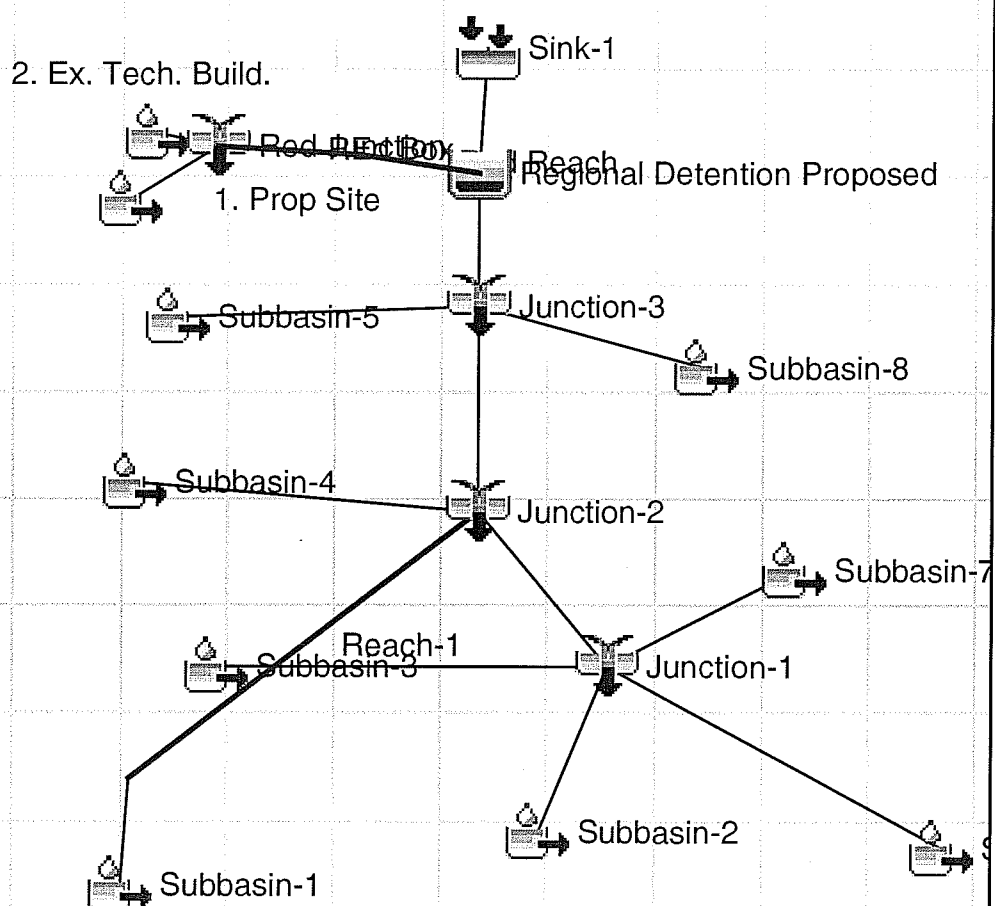 Sink-1
2. Ex. Tech. Build.
Reach
Regional Detention Proposed
1. Prop Site
Junction-3
Subbasin-5
Subbasin-8
Subbasin-4
Junction-2
Subbasin-7
Reach-1
Subbasin-3
Junction-1
Subbasin-2
Subbasin-1